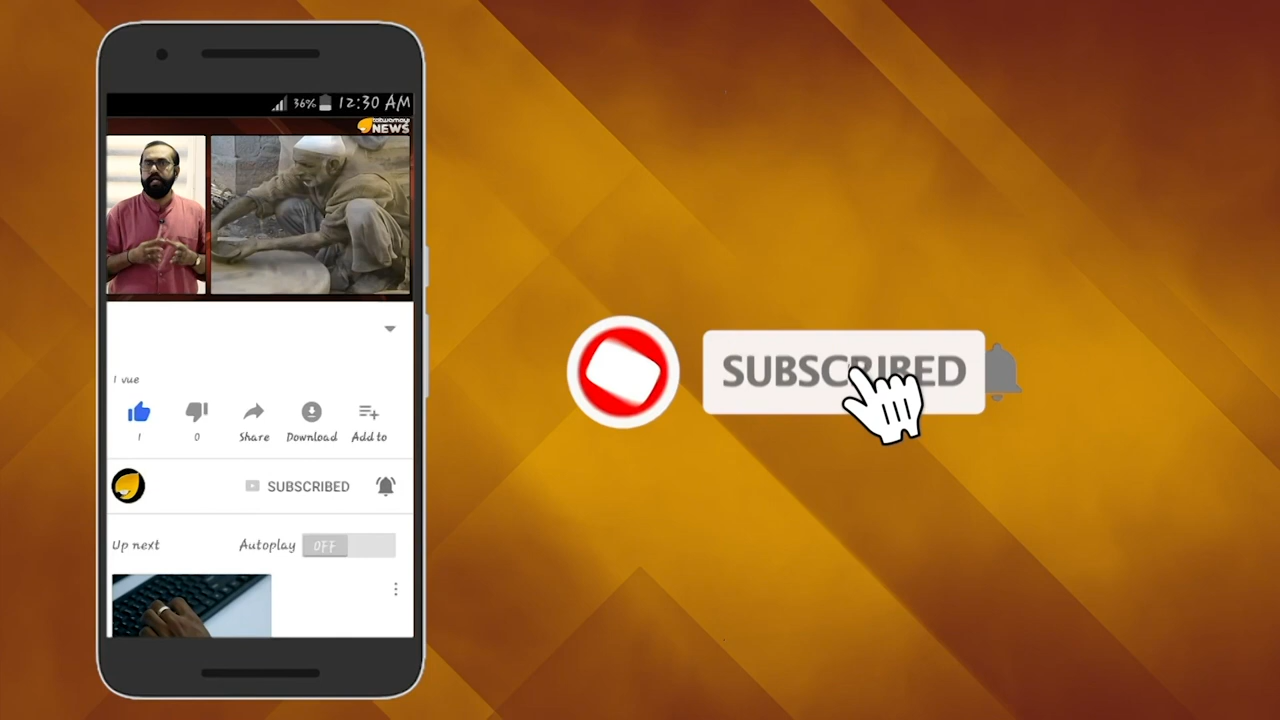 36% 12:30 AM
tatwamayi
NEWS
1 vue
1 0 Share Download Add to
SUBSCRIBED
Up next Autoplay OFF
SUBSCRIBED